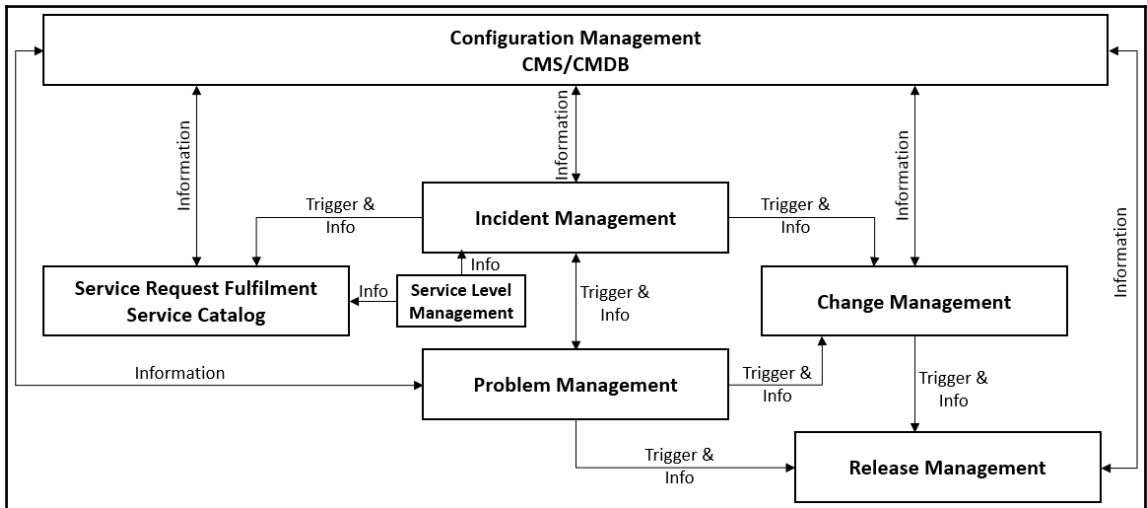 Configuration Management
CMS/CMDB
Information
Information
Information
Information
Trigger &
Info
Incident Management
Trigger &
Info
Info
Service Request Fulfilment
Service Catalog
Info
Service Level
Management
Trigger &
Info
Change Management
Information
Problem Management
Trigger &
Info
Trigger &
Info
Trigger &
Info
Release Management